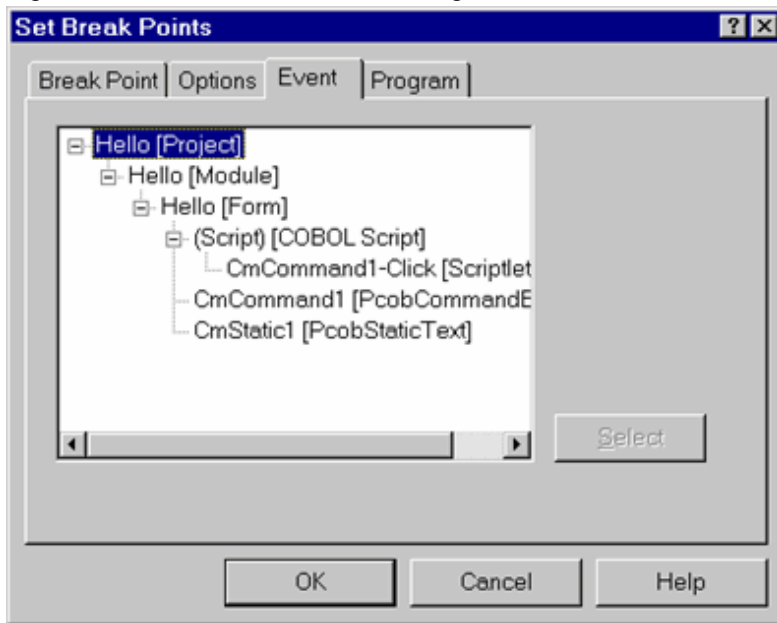 Set Break Points
Break Point Options Event Program
Hello [Project]
Hello [Module]
Hello [Form]
(Script) [COBOL Script]
CmCommand1-Click [Scriptlet
CmCommand1 [PcobCommandE
CmStatic1 [PcobStaticText]
Select
OK Cancel Help